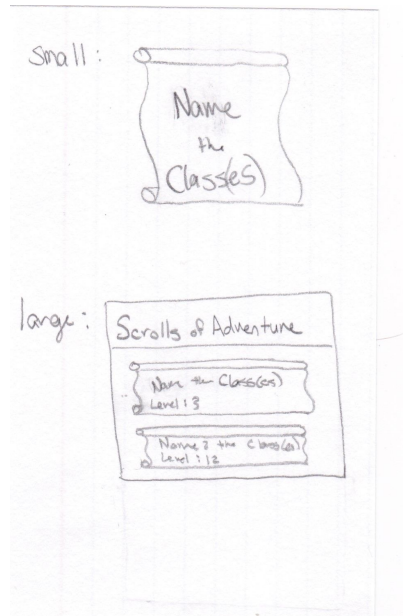 small:
Name
the
Class(es)
large:
Scrolls of Adventure
Name the Class(es)
Level: 3
Name 2 the Class(es)
Level: 12